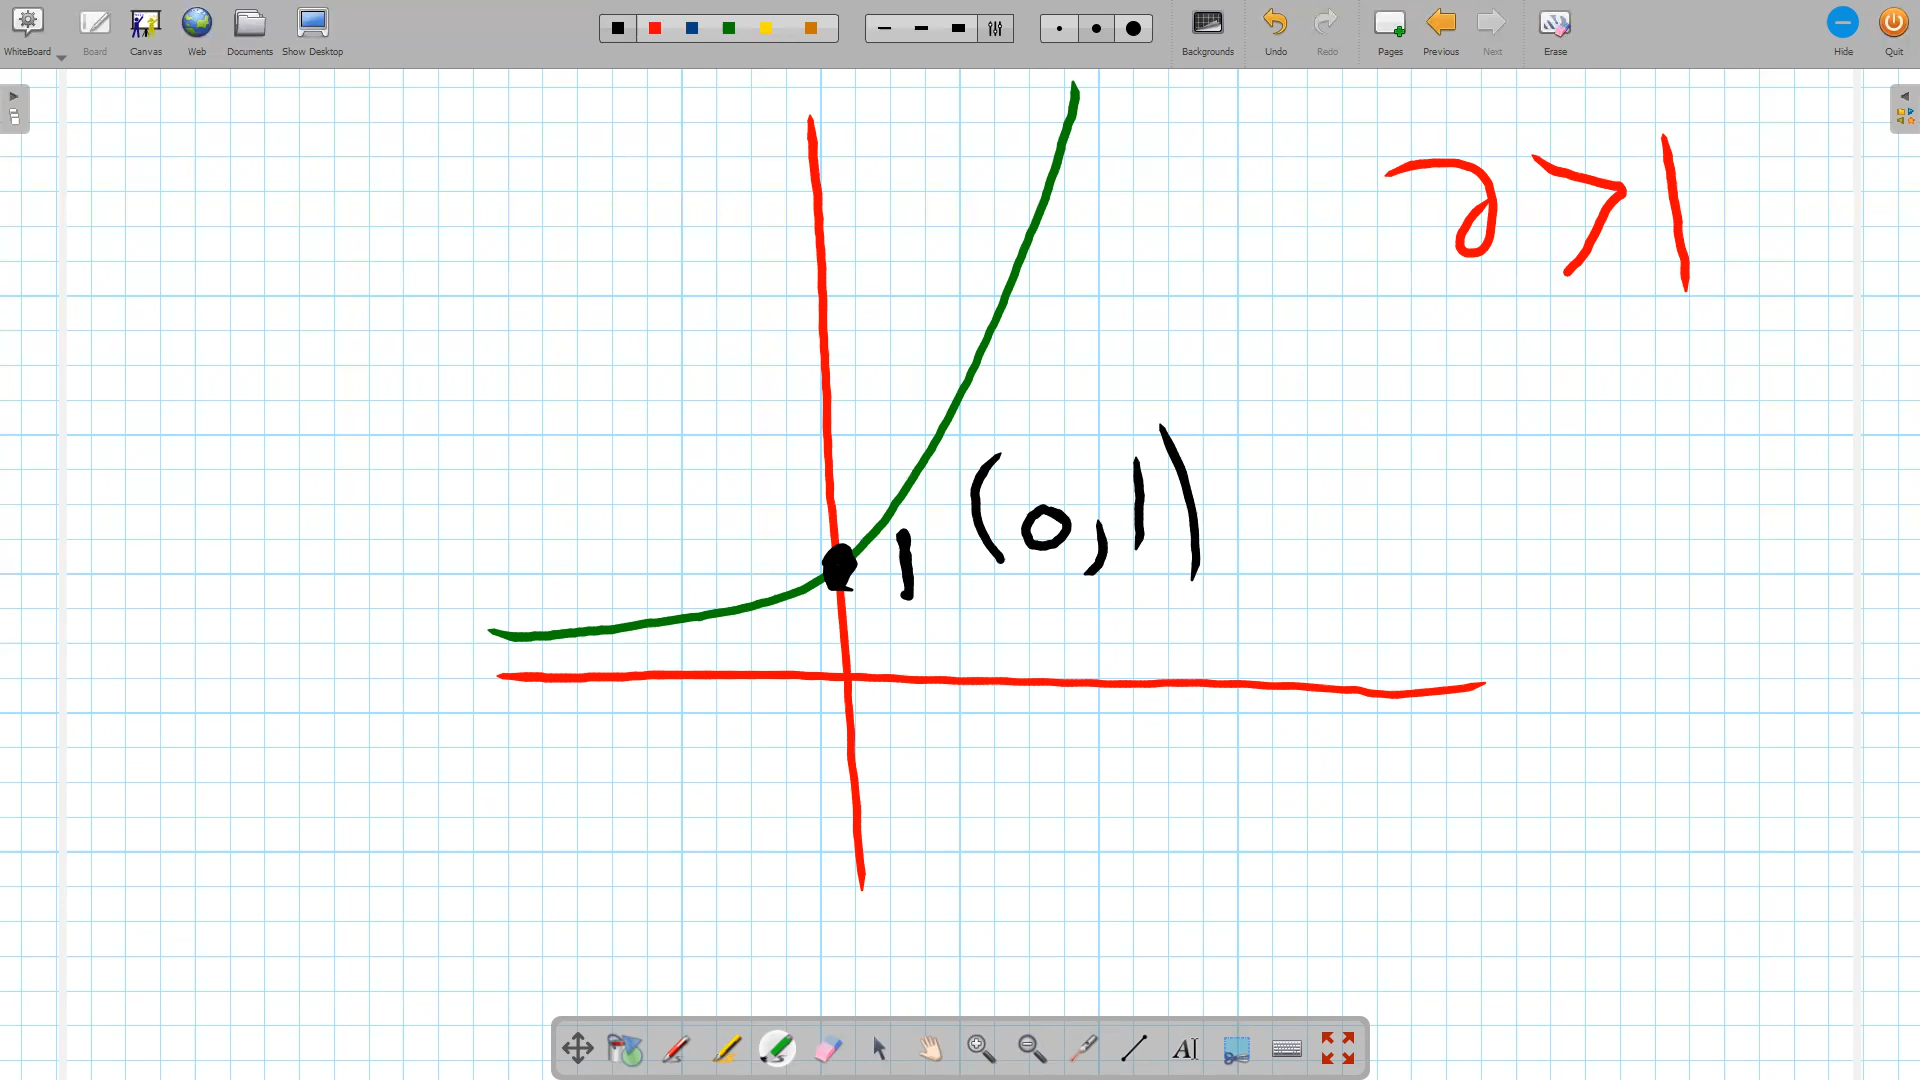 WhiteBoard Board Canvas Web Documents Show Desktop Backgrounds Undo Redo Pages Previous Next Erase Hide Quit
a>1
1 (0,1)
AI